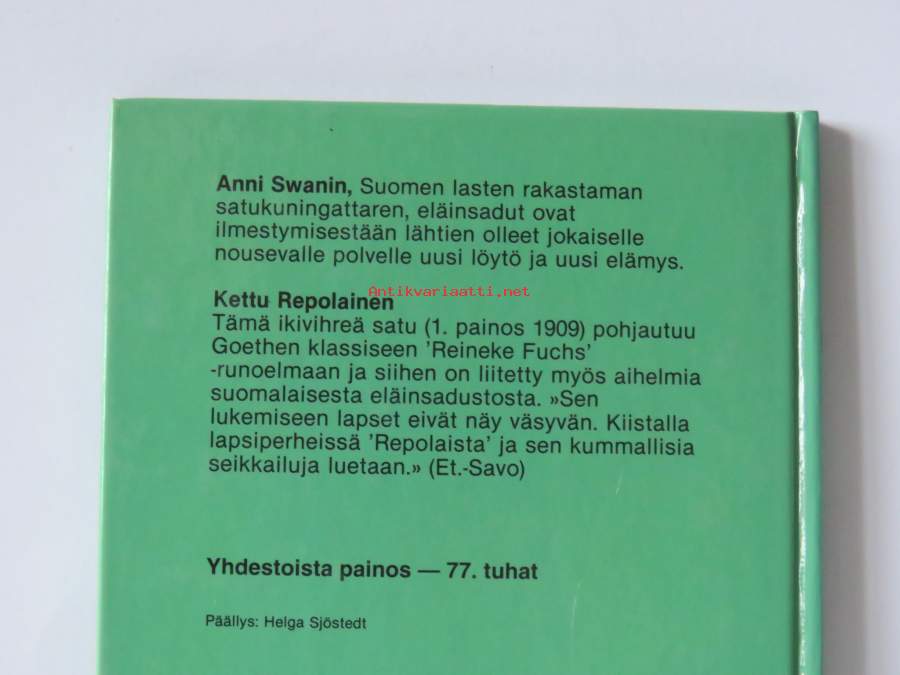 Anni Swanin, Suomen lasten rakastaman
satukuningattaren, eläinsadut ovat
ilmestymisestään lähtien olleet jokaiselle
nousevalle polvelle uusi löytö ja uusi elämys.
Antikvariaatti.net
Kettu Repolainen
Tämä ikivihreä satu (1. painos 1909) pohjautuu
Goethen klassiseen 'Reineke Fuchs'
-runoelmaan ja siihen on liitetty myös aihelmia
suomalaisesta eläinsadustosta. »Sen
lukemiseen lapset eivät näy väsyvän. Kiistalla
lapsiperheissä 'Repolaista' ja sen kummallisia
seikkailuja luetaan.» (Et.-Savo)
Yhdestoista painos — 77. tuhat
Päällys: Helga Sjöstedt